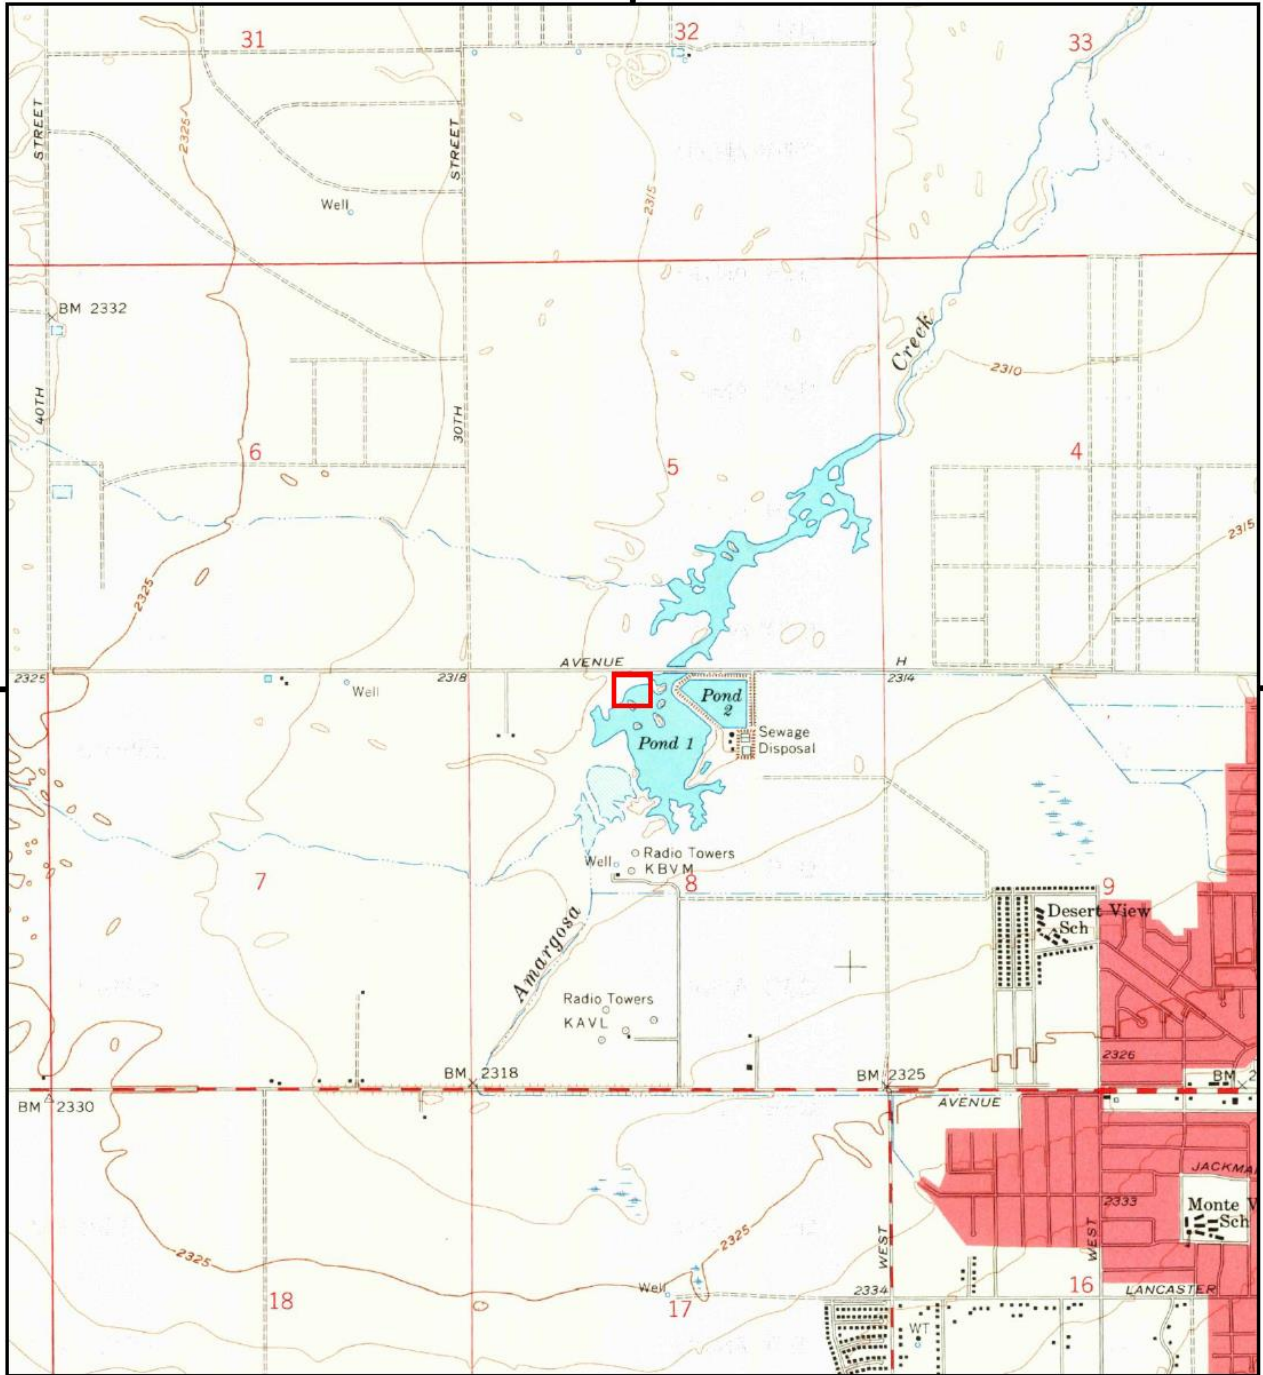 31
32
33
STREET
STREET
2325
2315
Well
BM 2332
Creek
2310
40TH
30TH
6
5
4
2315
2325
AVENUE
H
2325
2318
2314
Well
Pond
2
Pond 1
Sewage
Disposal
Well
Radio Towers
KBVM
7
8
9
Desert View
Sch
Amargosa
Radio Towers
KAVL
2326
BM 2318
BM 2325
BM 2
BM 2330
AVENUE
JACKMA
2333
Monte V
Sch
WEST
WEST
2325
2325
Well
2334
18
17
16
LANCASTER
WT